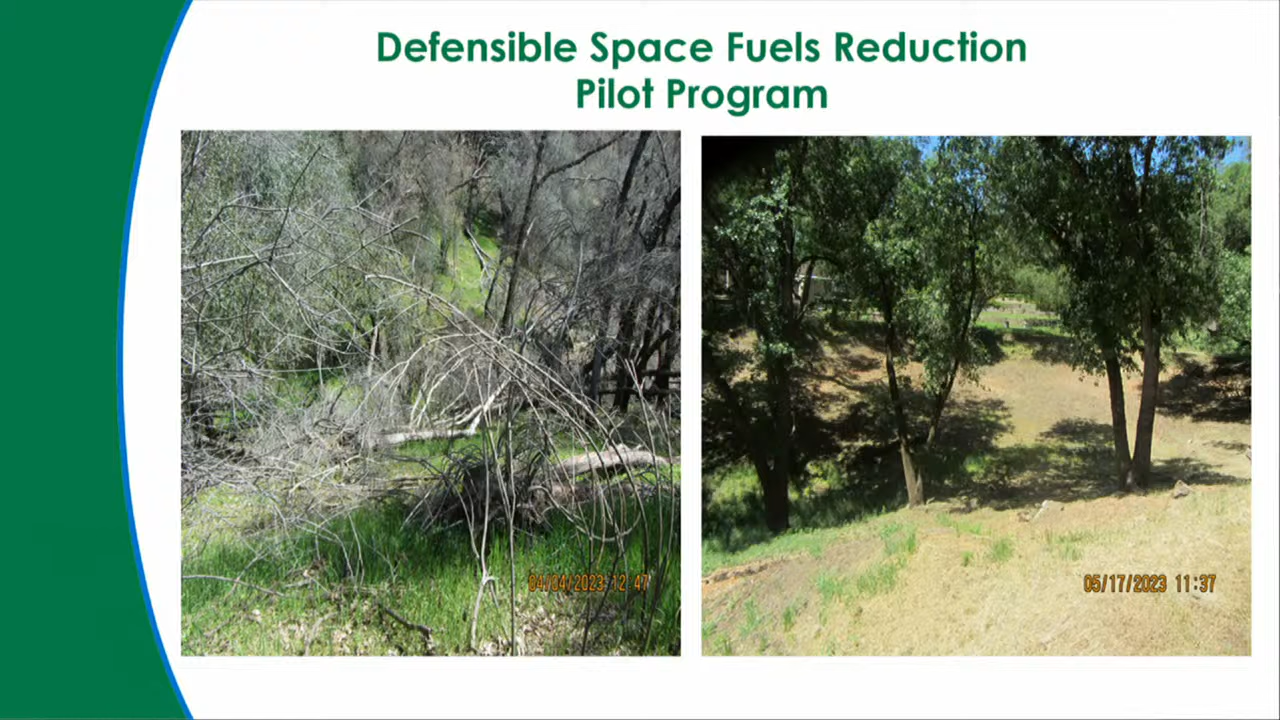 Defensible Space Fuels Reduction
Pilot Program
04/04/2023 12:47
05/17/2023 11:37